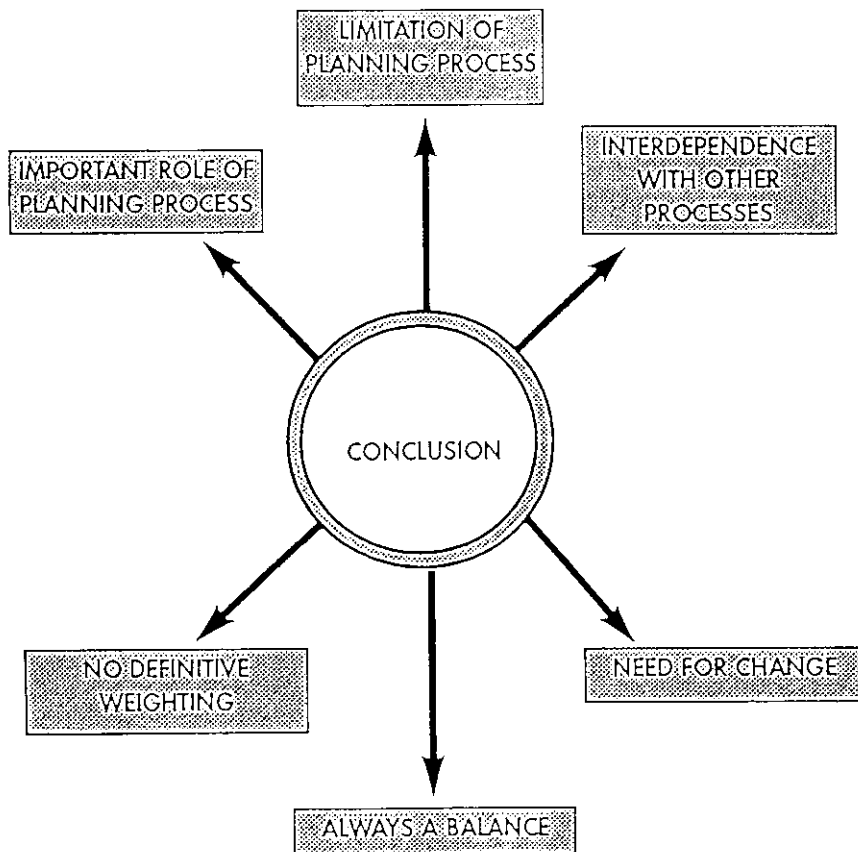 LIMITATION OF
PLANNING PROCESS
IMPORTANT ROLE OF
PLANNING PROCESS
INTERDEPENDENCE
WITH OTHER
PROCESSES
CONCLUSION
NO DEFINITIVE
WEIGHTING
NEED FOR CHANGE
ALWAYS A BALANCE